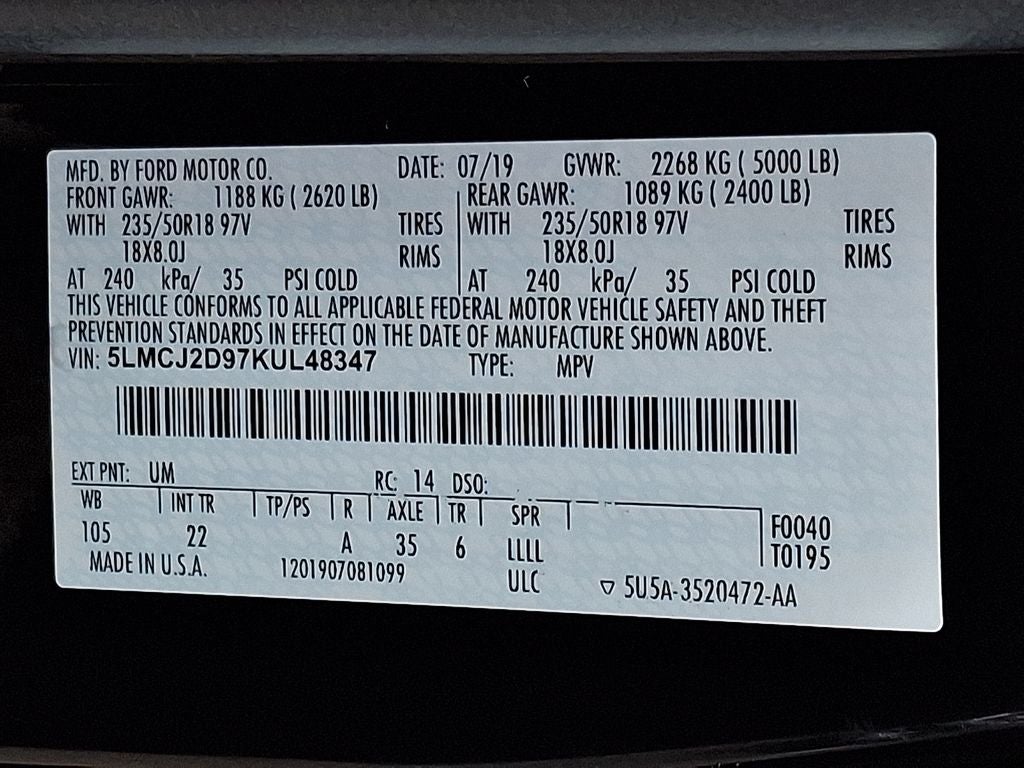 MFD. BY FORD MOTOR CO. DATE: 07/19 GVWR: 2268 KG ( 5000 LB)
FRONT GAWR: 1188 KG ( 2620 LB) REAR GAWR: 1089 KG ( 2400 LB)
WITH 235/50R18 97V TIRES WITH 235/50R18 97V TIRES
18X8.0J RIMS 18X8.0J RIMS
AT 240 kPa/ 35 PSI COLD AT 240 kPa/ 35 PSI COLD
THIS VEHICLE CONFORMS TO ALL APPLICABLE FEDERAL MOTOR VEHICLE SAFETY AND THEFT
PREVENTION STANDARDS IN EFFECT ON THE DATE OF MANUFACTURE SHOWN ABOVE.
VIN: 5LMCJ2D97KUL48347 TYPE: MPV
EXT PNT: UM RC: 14 DSO:
WB INT TR TP/PS R AXLE TR SPR F0040
105 22 A 35 6 LLLL T0195
MADE IN U.S.A. 1201907081099 ULC 5U5A-3520472-AA